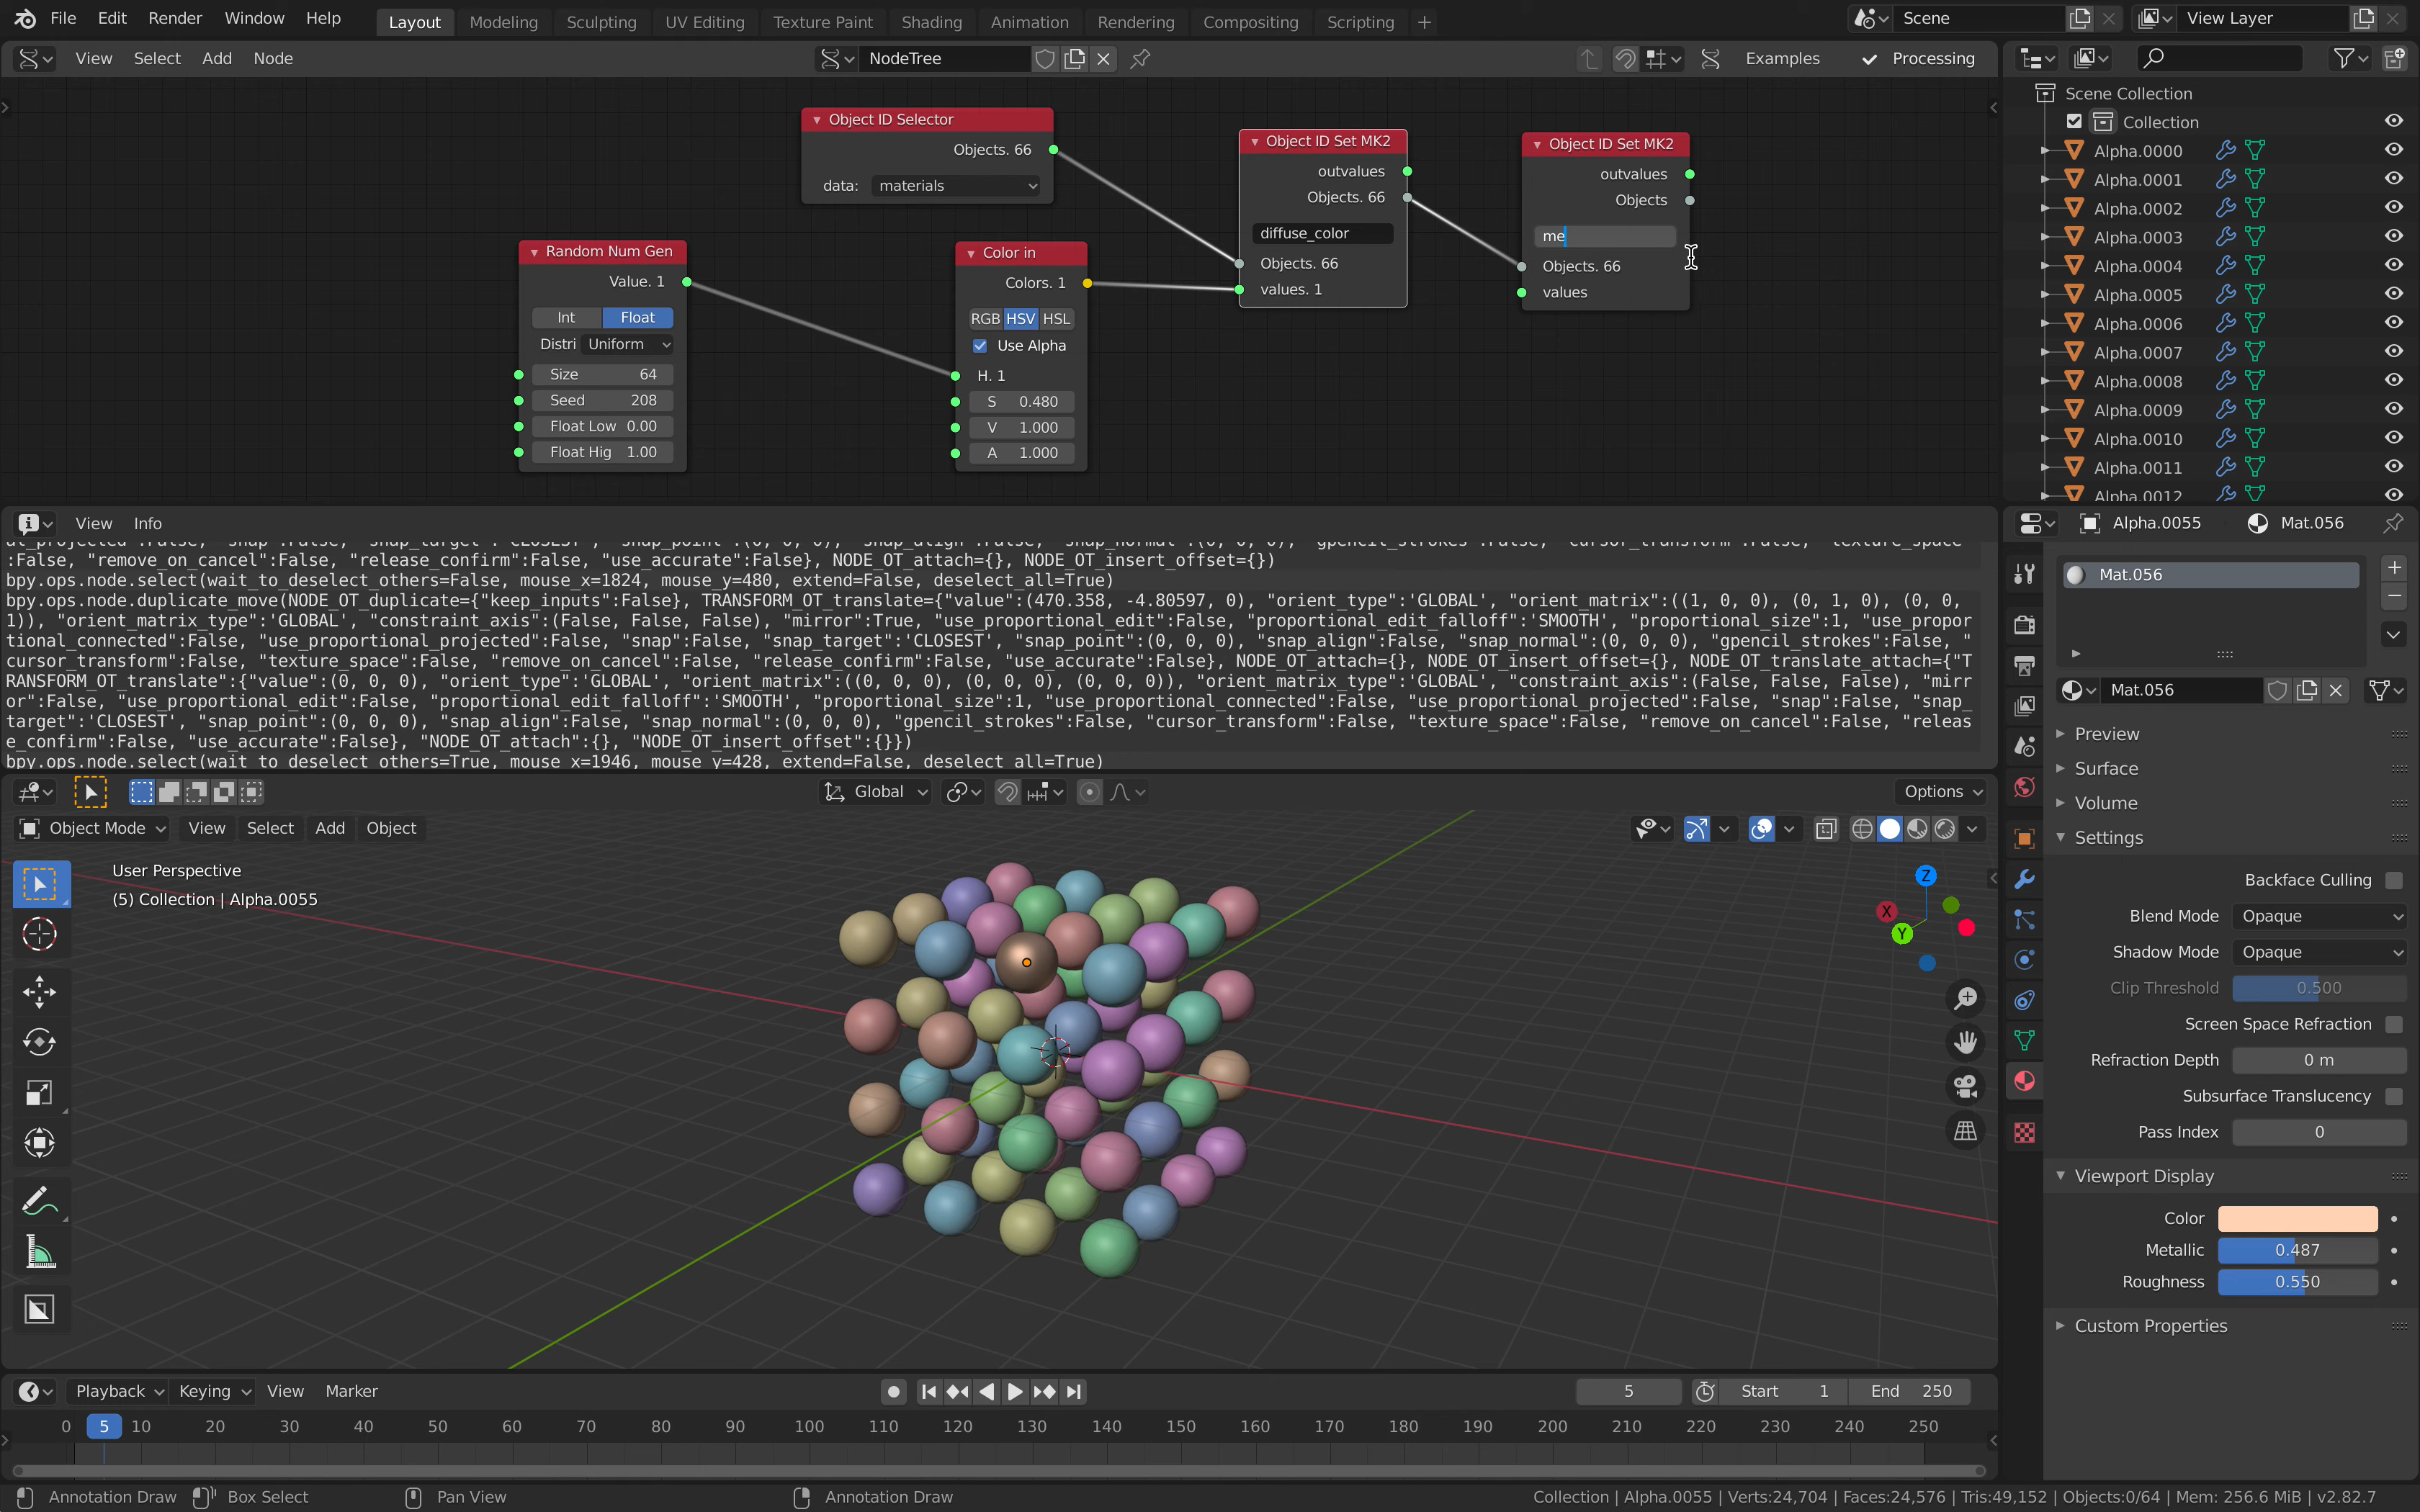 File Edit Render Window Help Layout Modeling Sculpting UV Editing Texture Paint Shading Animation Rendering Compositing Scripting + Scene View Layer
View Select Add Node NodeTree Examples Processing
Object ID Selector
Objects. 66
data: materials
Random Num Gen
Value. 1
Int Float
Distri Uniform
Size 64
Seed 208
Float Low 0.00
Float Hig 1.00
Color in
Colors. 1
RGB HSV HSL
Use Alpha
H. 1
S 0.480
V 1.000
A 1.000
Object ID Set MK2
outvalues
Objects. 66
diffuse_color
Objects. 66
values. 1
Object ID Set MK2
outvalues
Objects
me
Objects. 66
values
Scene Collection
Collection
Alpha.0000
Alpha.0001
Alpha.0002
Alpha.0003
Alpha.0004
Alpha.0005
Alpha.0006
Alpha.0007
Alpha.0008
Alpha.0009
Alpha.0010
Alpha.0011
Alpha.0012
View Info
:False, "remove_on_cancel":False, "release_confirm":False, "use_accurate":False}, NODE_OT_attach={}, NODE_OT_insert_offset={})
bpy.ops.node.select(wait_to_deselect_others=False, mouse_x=1824, mouse_y=480, extend=False, deselect_all=True)
bpy.ops.node.duplicate_move(NODE_OT_duplicate={"keep_inputs":False}, TRANSFORM_OT_translate={"value":(470.358, -4.80597, 0), "orient_type":'GLOBAL', "orient_matrix":((1, 0, 0), (0, 1, 0), (0, 0,
1)), "orient_matrix_type":'GLOBAL', "constraint_axis":(False, False, False), "mirror":True, "use_proportional_edit":False, "proportional_edit_falloff":'SMOOTH', "proportional_size":1, "use_propor
tional_connected":False, "use_proportional_projected":False, "snap":False, "snap_target":'CLOSEST', "snap_point":(0, 0, 0), "snap_align":False, "snap_normal":(0, 0, 0), "gpencil_strokes":False, "
cursor_transform":False, "texture_space":False, "remove_on_cancel":False, "release_confirm":False, "use_accurate":False}, NODE_OT_attach={}, NODE_OT_insert_offset={}, NODE_OT_translate_attach={"T
RANSFORM_OT_translate":{"value":(0, 0, 0), "orient_type":'GLOBAL', "orient_matrix":((0, 0, 0), (0, 0, 0), (0, 0, 0)), "orient_matrix_type":'GLOBAL', "constraint_axis":(False, False, False), "mirr
or":False, "use_proportional_edit":False, "proportional_edit_falloff":'SMOOTH', "proportional_size":1, "use_proportional_connected":False, "use_proportional_projected":False, "snap":False, "snap_
target":'CLOSEST', "snap_point":(0, 0, 0), "snap_align":False, "snap_normal":(0, 0, 0), "gpencil_strokes":False, "cursor_transform":False, "texture_space":False, "remove_on_cancel":False, "releas
e_confirm":False, "use_accurate":False}, "NODE_OT_attach":{}, "NODE_OT_insert_offset":{}})
bpy.ops.node.select(wait_to_deselect_others=True, mouse_x=1946, mouse_y=428, extend=False, deselect_all=True)
Global Options
Object Mode View Select Add Object
User Perspective
(5) Collection | Alpha.0055
Z
X
Y
Alpha.0055 Mat.056
Mat.056
Mat.056
Preview
Surface
Volume
Settings
Backface Culling
Blend Mode Opaque
Shadow Mode Opaque
Clip Threshold 0.500
Screen Space Refraction
Refraction Depth 0 m
Subsurface Translucency
Pass Index 0
Viewport Display
Color
Metallic 0.487
Roughness 0.550
Custom Properties
Playback Keying View Marker 5 Start 1 End 250
0 5 10 20 30 40 50 60 70 80 90 100 110 120 130 140 150 160 170 180 190 200 210 220 230 240 250
Annotation Draw Box Select Pan View Annotation Draw Collection | Alpha.0055 | Verts:24,704 | Faces:24,576 | Tris:49,152 | Objects:0/64 | Mem: 256.6 MiB | v2.82.7